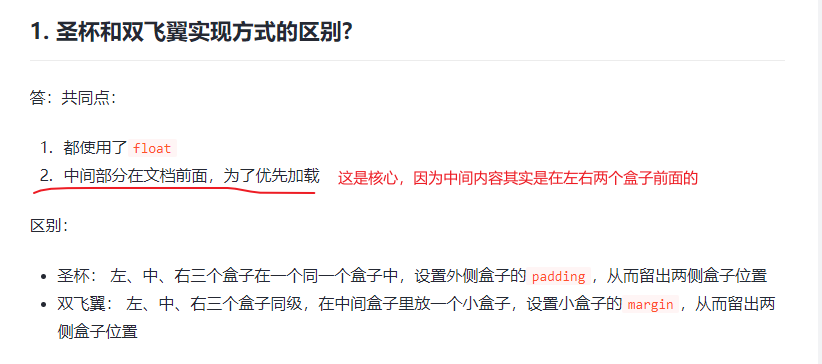 1. 圣杯和双飞翼实现方式的区别?
答：共同点：
1. 都使用了 float
2. 中间部分在文档前面，为了优先加载 这是核心，因为中间内容其实是在左右两个盒子前面的
区别：
• 圣杯： 左、中、右三个盒子在一个同一个盒子中，设置外侧盒子的 padding ，从而留出两侧盒子位置
• 双飞翼： 左、中、右三个盒子同级，在中间盒子里放一个小盒子，设置小盒子的 margin ，从而留出两
侧盒子位置